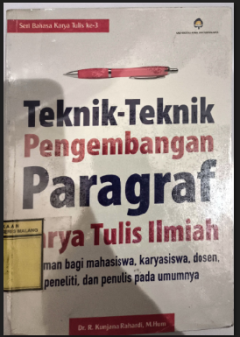 Seri Bahasa Karya Tulis ke-3
Teknik-Teknik
Pengembangan
Paragraf
arya Tulis Ilmiah
man bagi mahasiswa, karyasiswa, dosen,
peneliti, dan penulis pada umumnya
Dr. R. Kunjana Rahardi, M.Hum